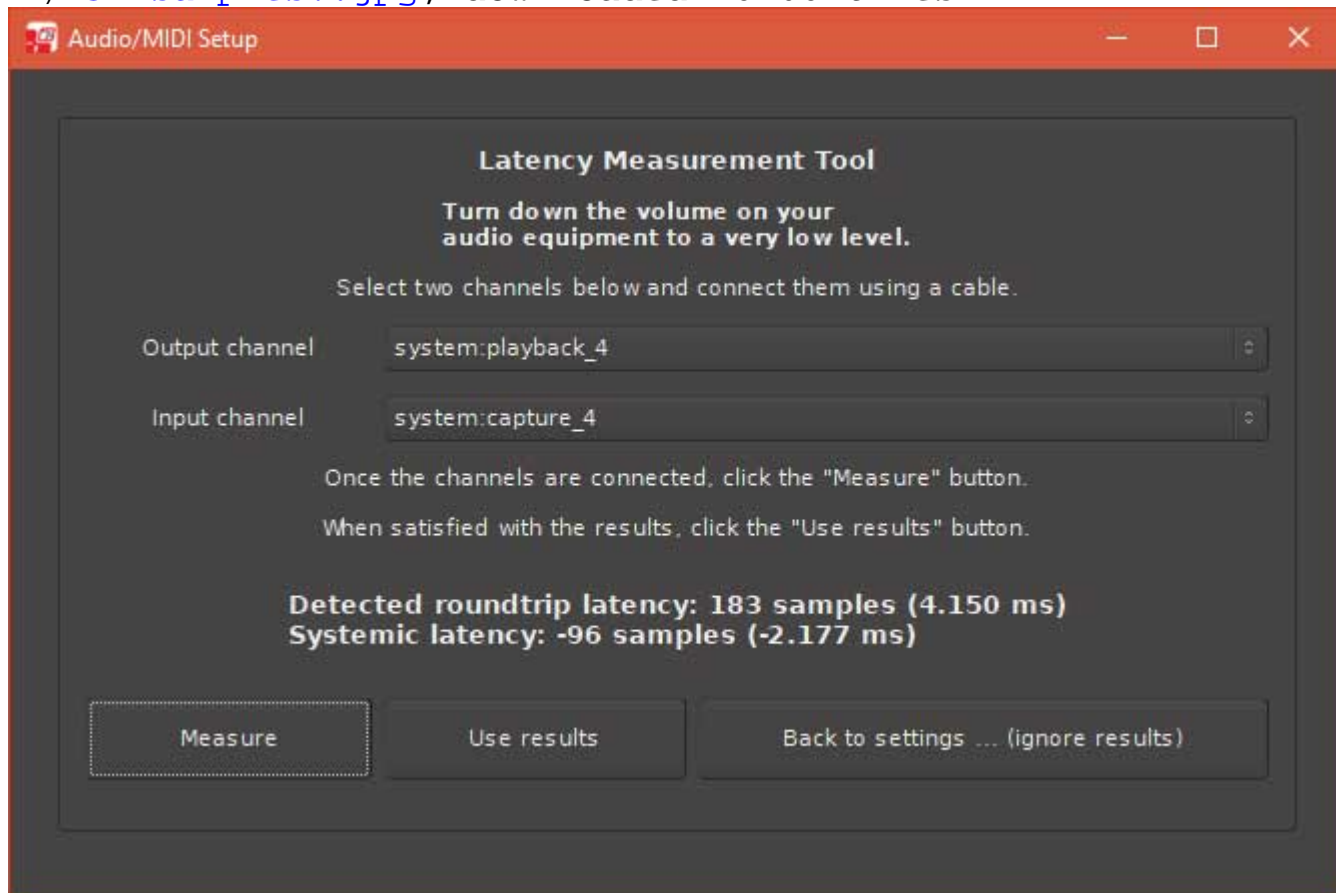 Audio/MIDI Setup
Latency Measurement Tool
Turn down the volume on your
audio equipment to a very low level.
Select two channels below and connect them using a cable.
Output channel system:playback_4
Input channel system:capture_4
Once the channels are connected, click the "Measure" button.
When satisfied with the results, click the "Use results" button.
Detected roundtrip latency: 183 samples (4.150 ms)
Systemic latency: -96 samples (-2.177 ms)
Measure Use results Back to settings ... (ignore results)